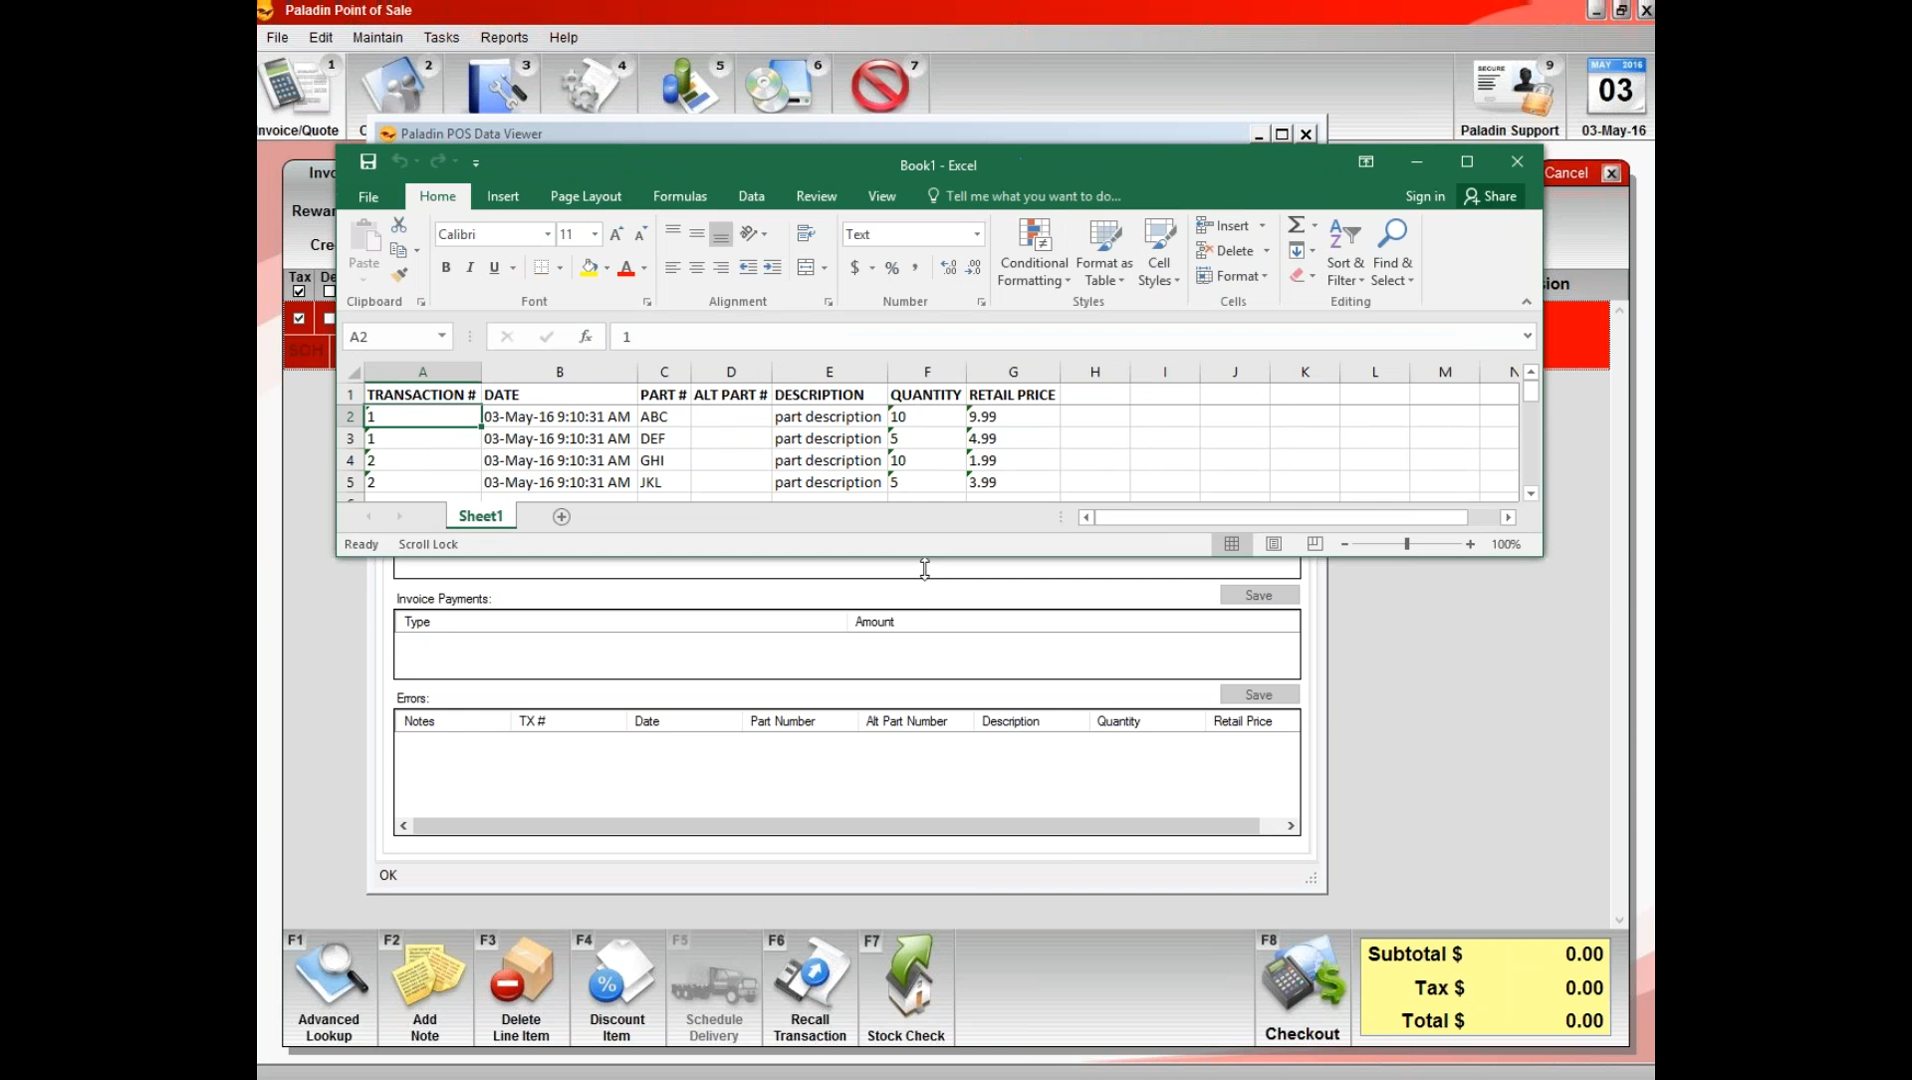 Paladin Point of Sale
File Edit Maintain Tasks Reports Help
1 2 3 4 5 6 7 SECURE 9 MAY 2016
03
Invoice/Quote Paladin Support 03-May-16
Paladin POS Data Viewer
Book1 - Excel
Invo Cancel
File Home Insert Page Layout Formulas Data Review View Tell me what you want to do... Sign in Share
Rewar
Calibri 11 Text
Cre
Paste B I U $ % , Conditional Formatting Format as Table Cell Styles Insert Delete Format Sort & Filter Find & Select
Tax De sion
Clipboard Font Alignment Number Styles Cells Editing
A2 fx 1
SOH
A B C D E F G H I J K L M N
1 TRANSACTION # DATE PART # ALT PART # DESCRIPTION QUANTITY RETAIL PRICE
2 1 03-May-16 9:10:31 AM ABC part description 10 9.99
3 1 03-May-16 9:10:31 AM DEF part description 5 4.99
4 2 03-May-16 9:10:31 AM GHI part description 10 1.99
5 2 03-May-16 9:10:31 AM JKL part description 5 3.99
Sheet1
Ready Scroll Lock 100%
Invoice Payments: Save
Type Amount
Errors: Save
Notes TX # Date Part Number Alt Part Number Description Quantity Retail Price
OK
F1 F2 F3 F4 F5 F6 F7 F8
Advanced Lookup Add Note Delete Line Item Discount Item Schedule Delivery Recall Transaction Stock Check Checkout
Subtotal $ 0.00
Tax $ 0.00
Total $ 0.00